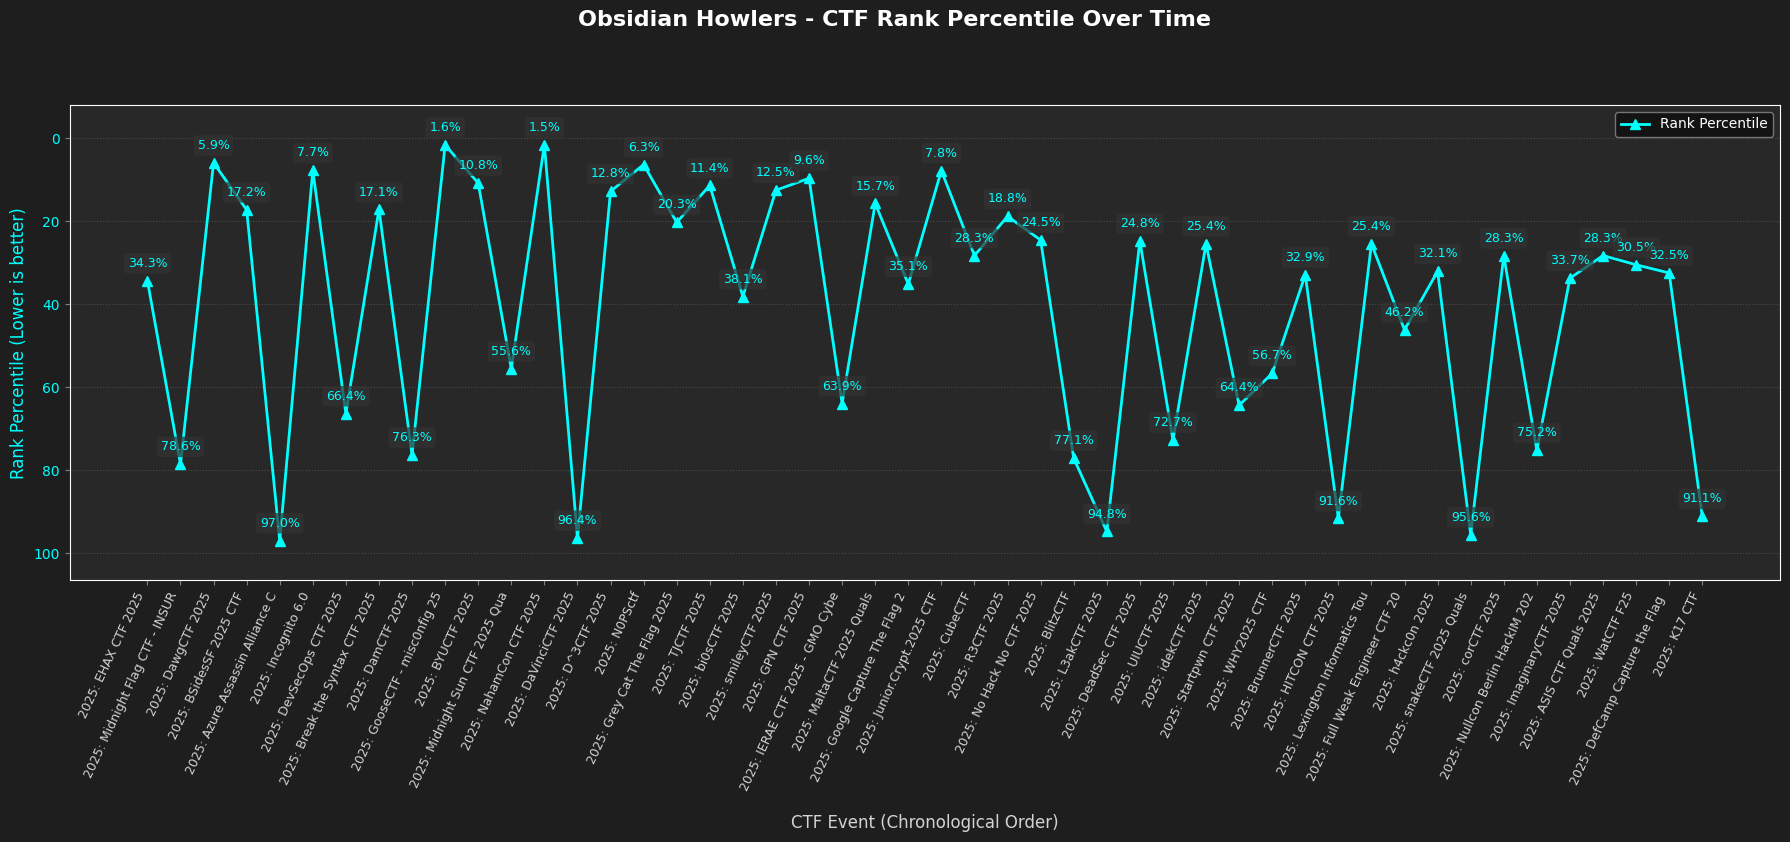 Obsidian Howlers - CTF Rank Percentile Over Time
Rank Percentile
Rank Percentile (Lower is better)
0
20
40
60
80
100
34.3%
78.6%
5.9%
17.2%
97.0%
7.7%
66.4%
17.1%
76.3%
1.6%
10.8%
55.6%
1.5%
96.4%
12.8%
6.3%
20.3%
11.4%
38.1%
12.5%
9.6%
63.9%
15.7%
35.1%
7.8%
28.3%
18.8%
24.5%
77.1%
94.8%
24.8%
72.7%
25.4%
64.4%
56.7%
32.9%
91.6%
25.4%
46.2%
32.1%
95.6%
28.3%
75.2%
33.7%
28.3%
30.5%
32.5%
91.1%
2025: EHAX CTF 2025
2025: Midnight Flag CTF - INSUR
2025: DawgCTF 2025
2025: BSidesSF 2025 CTF
2025: Azure Assassin Alliance C
2025: Incognito 6.0
2025: DevSecOps CTF 2025
2025: Break the Syntax CTF 2025
2025: DamCTF 2025
2025: GooseCTF - misconfig 25
2025: BYUCTF 2025
2025: Midnight Sun CTF 2025 Qua
2025: NahamCon CTF 2025
2025: DaVinciCTF 2025
2025: D^3CTF 2025
2025: N0PSctf
2025: Grey Cat The Flag 2025
2025: TJCTF 2025
2025: bi0sCTF 2025
2025: smileyCTF 2025
2025: GPN CTF 2025
2025: IERAE CTF 2025 - GMO Cybe
2025: MaltaCTF 2025 Quals
2025: Google Capture The Flag 2
2025: Junior.Crypt.2025 CTF
2025: CubeCTF
2025: R3CTF 2025
2025: No Hack No CTF 2025
2025: BlitzCTF
2025: L3akCTF 2025
2025: DeadSec CTF 2025
2025: UIUCTF 2025
2025: idekCTF 2025
2025: Startpwn CTF 2025
2025: WHY2025 CTF
2025: BrunnerCTF 2025
2025: HITCON CTF 2025
2025: Lexington Informatics Tou
2025: Full Weak Engineer CTF 20
2025: h4ckc0n 2025
2025: snakeCTF 2025 Quals
2025: corCTF 2025
2025: Nullcon Berlin HackIM 202
2025: ImaginaryCTF 2025
2025: ASIS CTF Quals 2025
2025: WatCTF F25
2025: DefCamp Capture the Flag
2025: K17 CTF
CTF Event (Chronological Order)